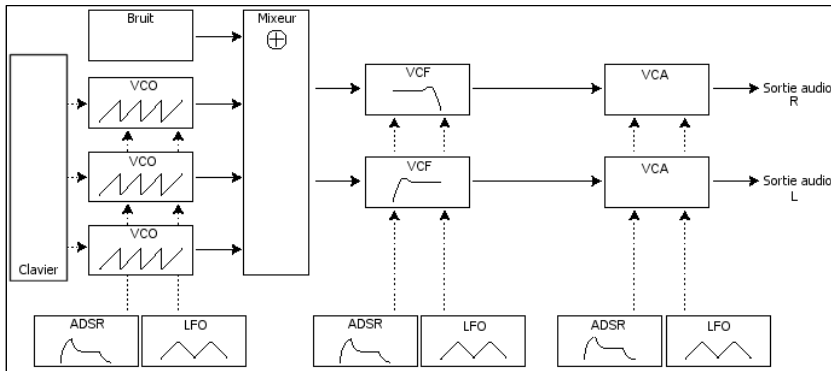 Bruit
Mixeur
VCO
VCF
VCA
Sortie audio
R
VCO
VCF
VCA
Sortie audio
L
VCO
Clavier
ADSR
LFO
ADSR
LFO
ADSR
LFO